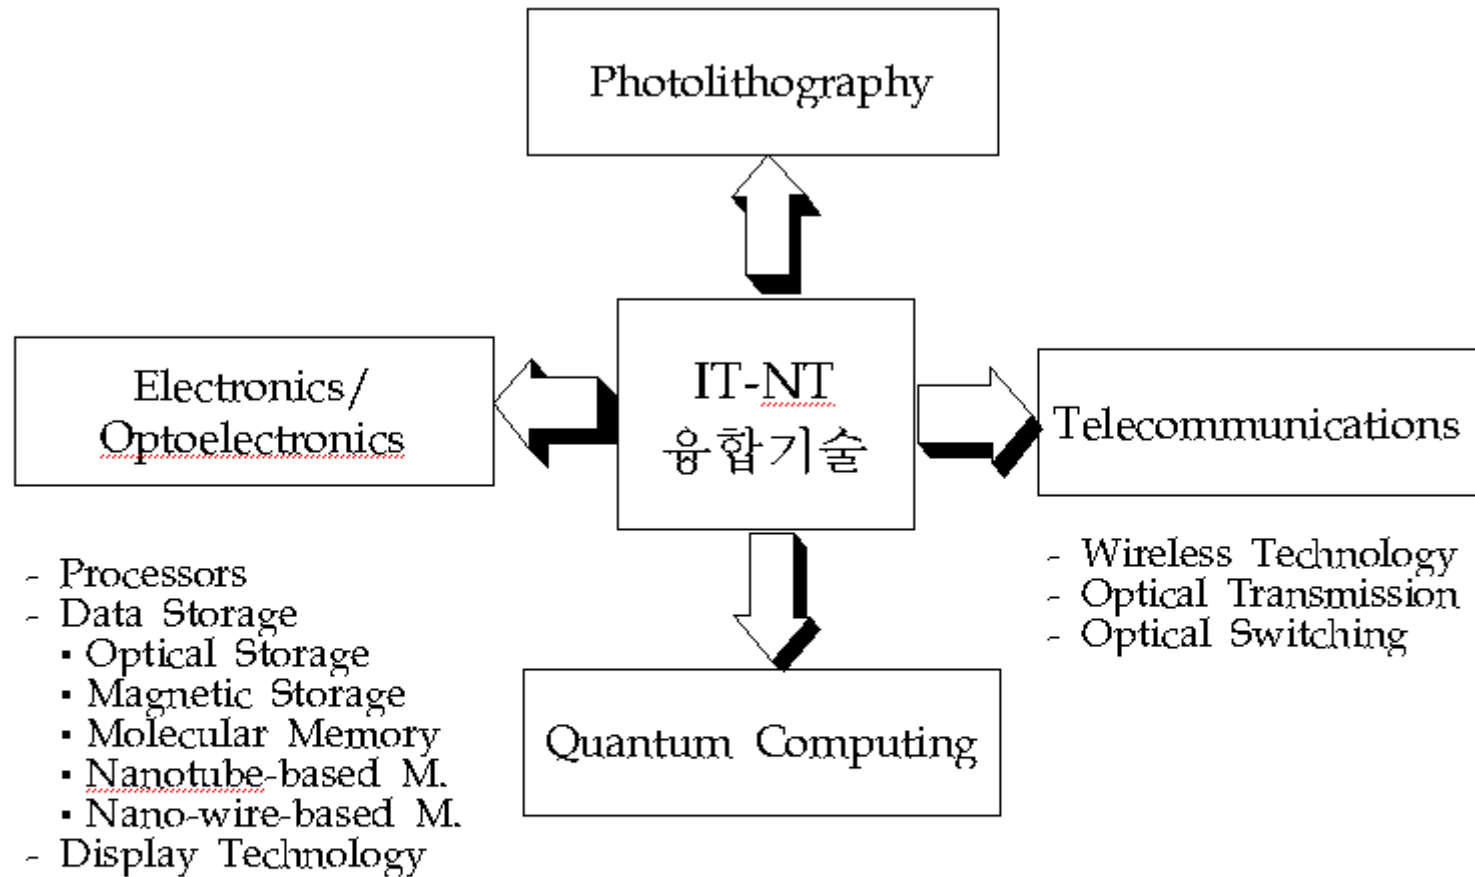 Photolithography
Electronics/
Optoelectronics
IT-NT
융합기술
Telecommunications
- Processors
- Data Storage
▪ Optical Storage
▪ Magnetic Storage
▪ Molecular Memory
▪ Nanotube-based M.
▪ Nano-wire-based M.
- Display Technology
- Wireless Technology
- Optical Transmission
- Optical Switching
Quantum Computing